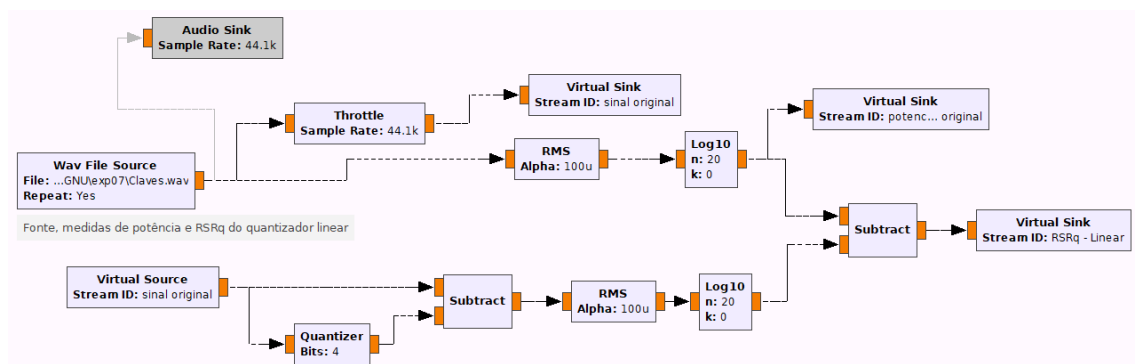 Audio Sink
Sample Rate: 44.1k
Virtual Sink
Stream ID: sinal original
Throttle
Sample Rate: 44.1k
Virtual Sink
Stream ID: potenc... original
RMS
Alpha: 100u
Log10
n: 20
k: 0
Wav File Source
File: ...GNU\exp07\Claves.wav
Repeat: Yes
Fonte, medidas de potência e RSRq do quantizador linear
Subtract
Virtual Sink
Stream ID: RSRq - Linear
Virtual Source
Stream ID: sinal original
Subtract
RMS
Alpha: 100u
Log10
n: 20
k: 0
Quantizer
Bits: 4